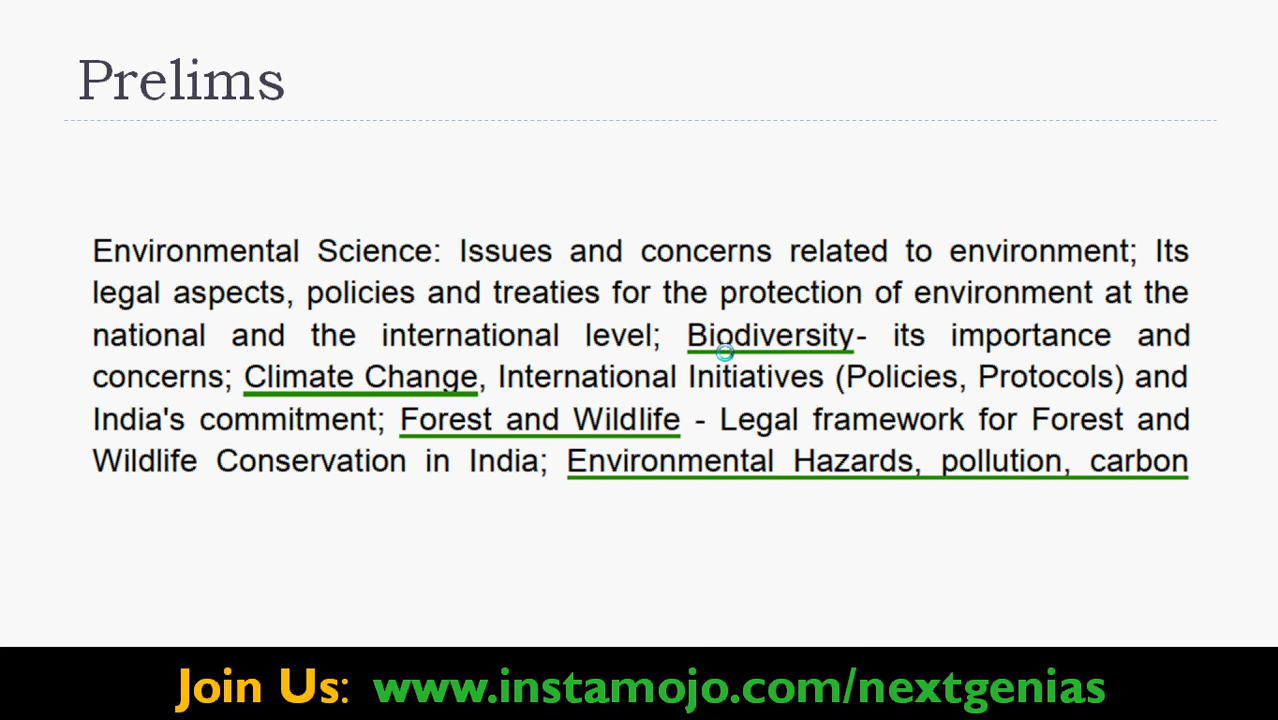 Prelims
Environmental Science: Issues and concerns related to environment; Its
legal aspects, policies and treaties for the protection of environment at the
national and the international level; Biodiversity- its importance and
concerns; Climate Change, International Initiatives (Policies, Protocols) and
India's commitment; Forest and Wildlife - Legal framework for Forest and
Wildlife Conservation in India; Environmental Hazards, pollution, carbon
Join Us: www.instamojo.com/nextgenias